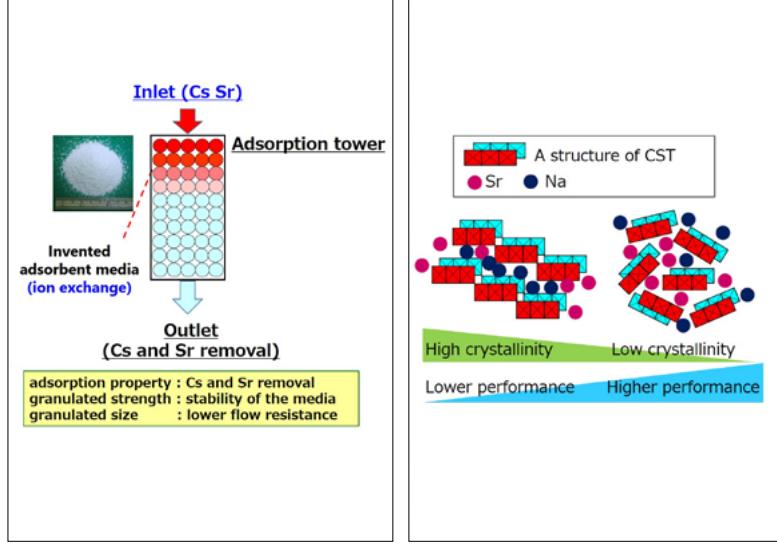 Inlet (Cs Sr)
Adsorption tower
Invented
adsorbent media
(ion exchange)
Outlet
(Cs and Sr removal)
adsorption property : Cs and Sr removal
granulated strength : stability of the media
granulated size : lower flow resistance
A structure of CST
Sr Na
High crystallinity Low crystallinity
Lower performance Higher performance